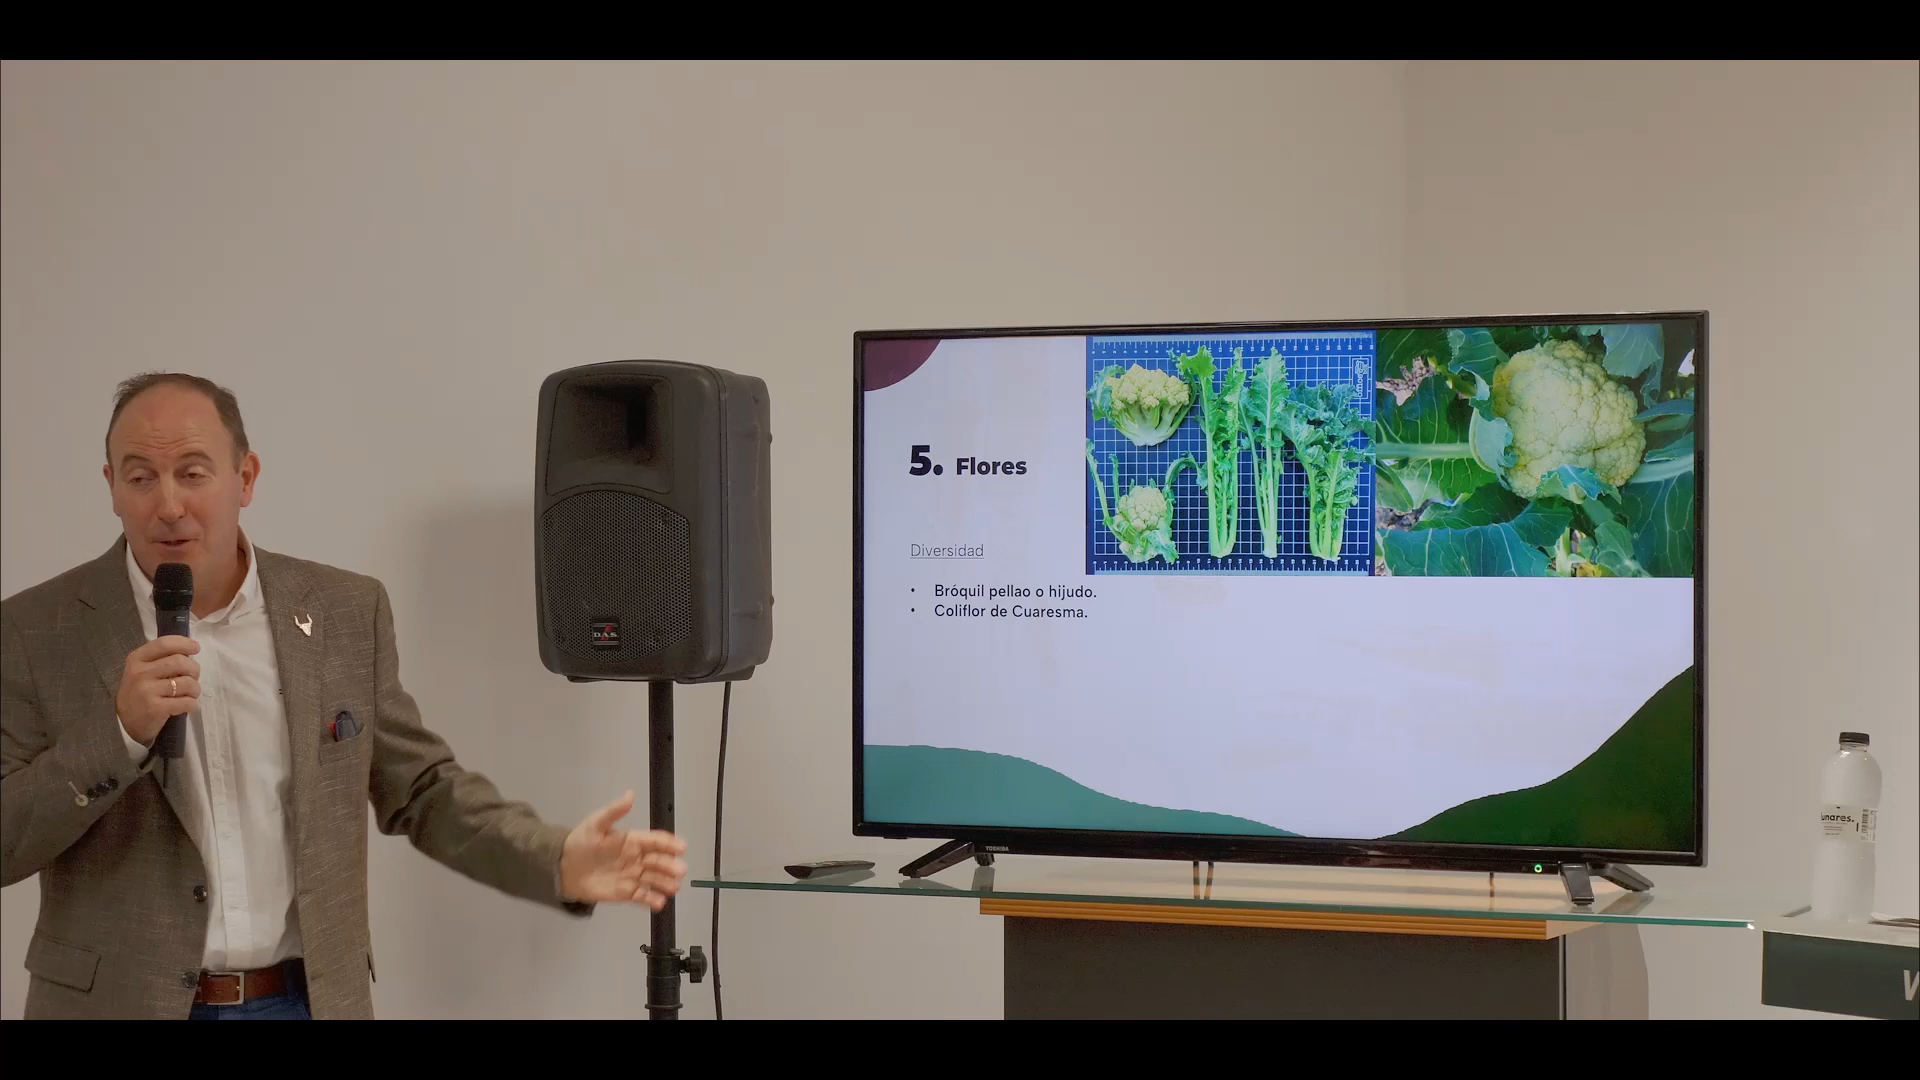 5. Flores
Diversidad
• Bróquil pellao o hijudo.
• Coliflor de Cuaresma.
D.A.S.
TOSHIBA
unares.